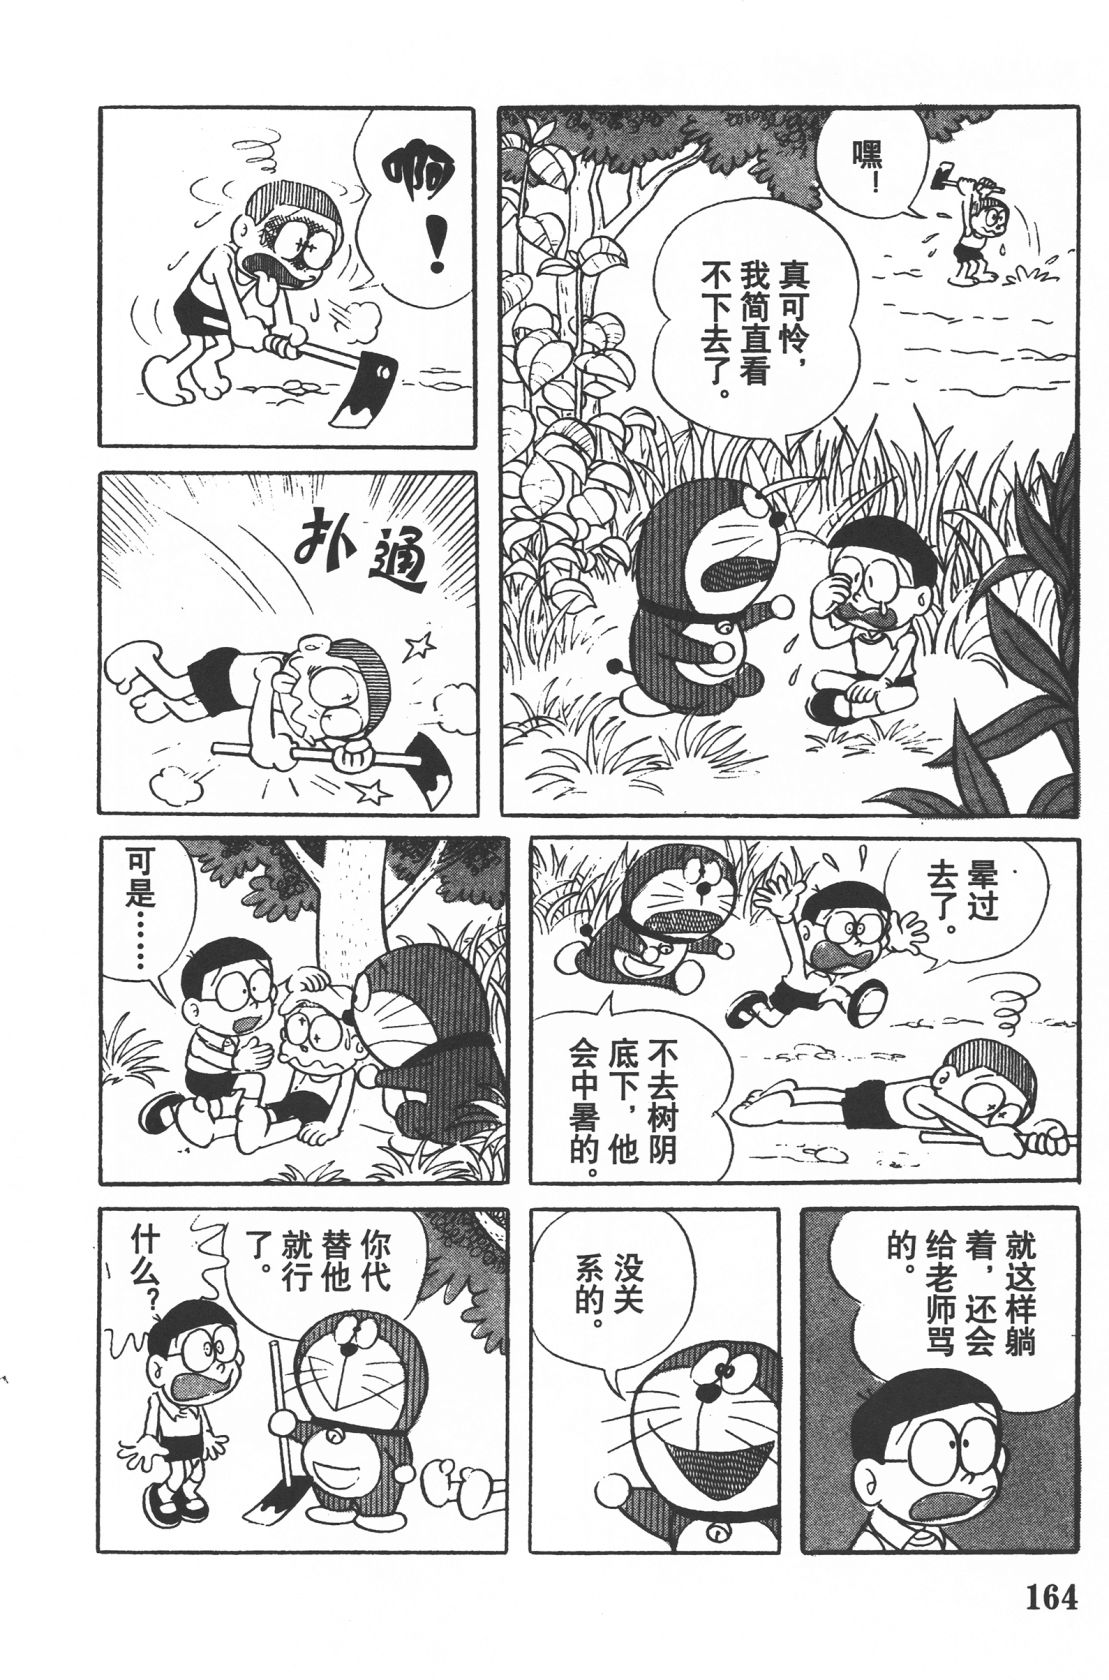 嘿！
真可怜，
我简直看
不下去了。
啊！
扑通
晕过
去了。
不去树阴
底下，他
会中暑的。
可是……
就这样躺
着，还会
给老师骂
的。
没关
系的。
你代
替他
就行
了。
什么？
164